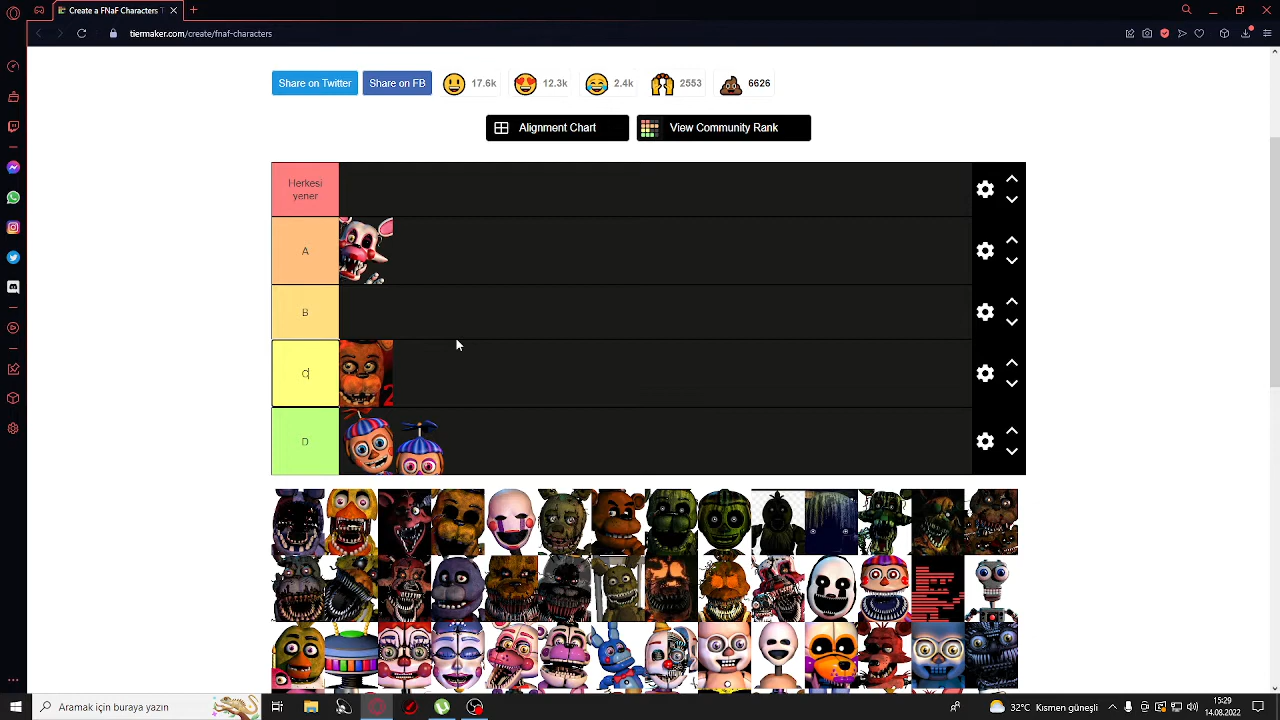 Create a FNaF Characters T
tiermaker.com/create/fnaf-characters
Share on Twitter
Share on FB
17.6k
12.3k
2.4k
2553
6626
Alignment Chart
View Community Rank
Herkesi
yener
A
B
C
2
D
Aramak için buraya yazın
32°C Kısmen güneşli
15:29
14.08.2022